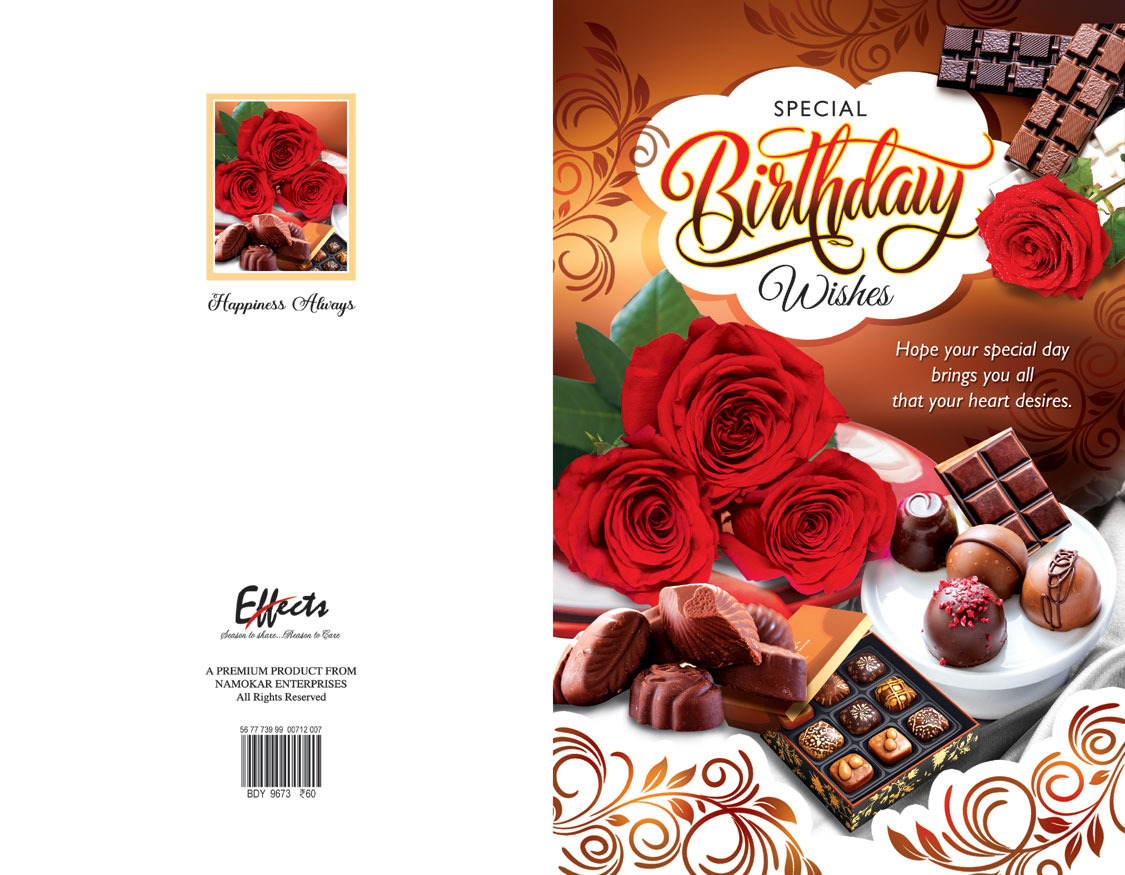 Happiness Always
Effects
Season to share...Reason to Care
A PREMIUM PRODUCT FROM
NAMOKAR ENTERPRISES
All Rights Reserved
56 77 739 99 00712 007
BDY 9673 ₹60
SPECIAL
Birthday
Wishes
Hope your special day
brings you all
that your heart desires.